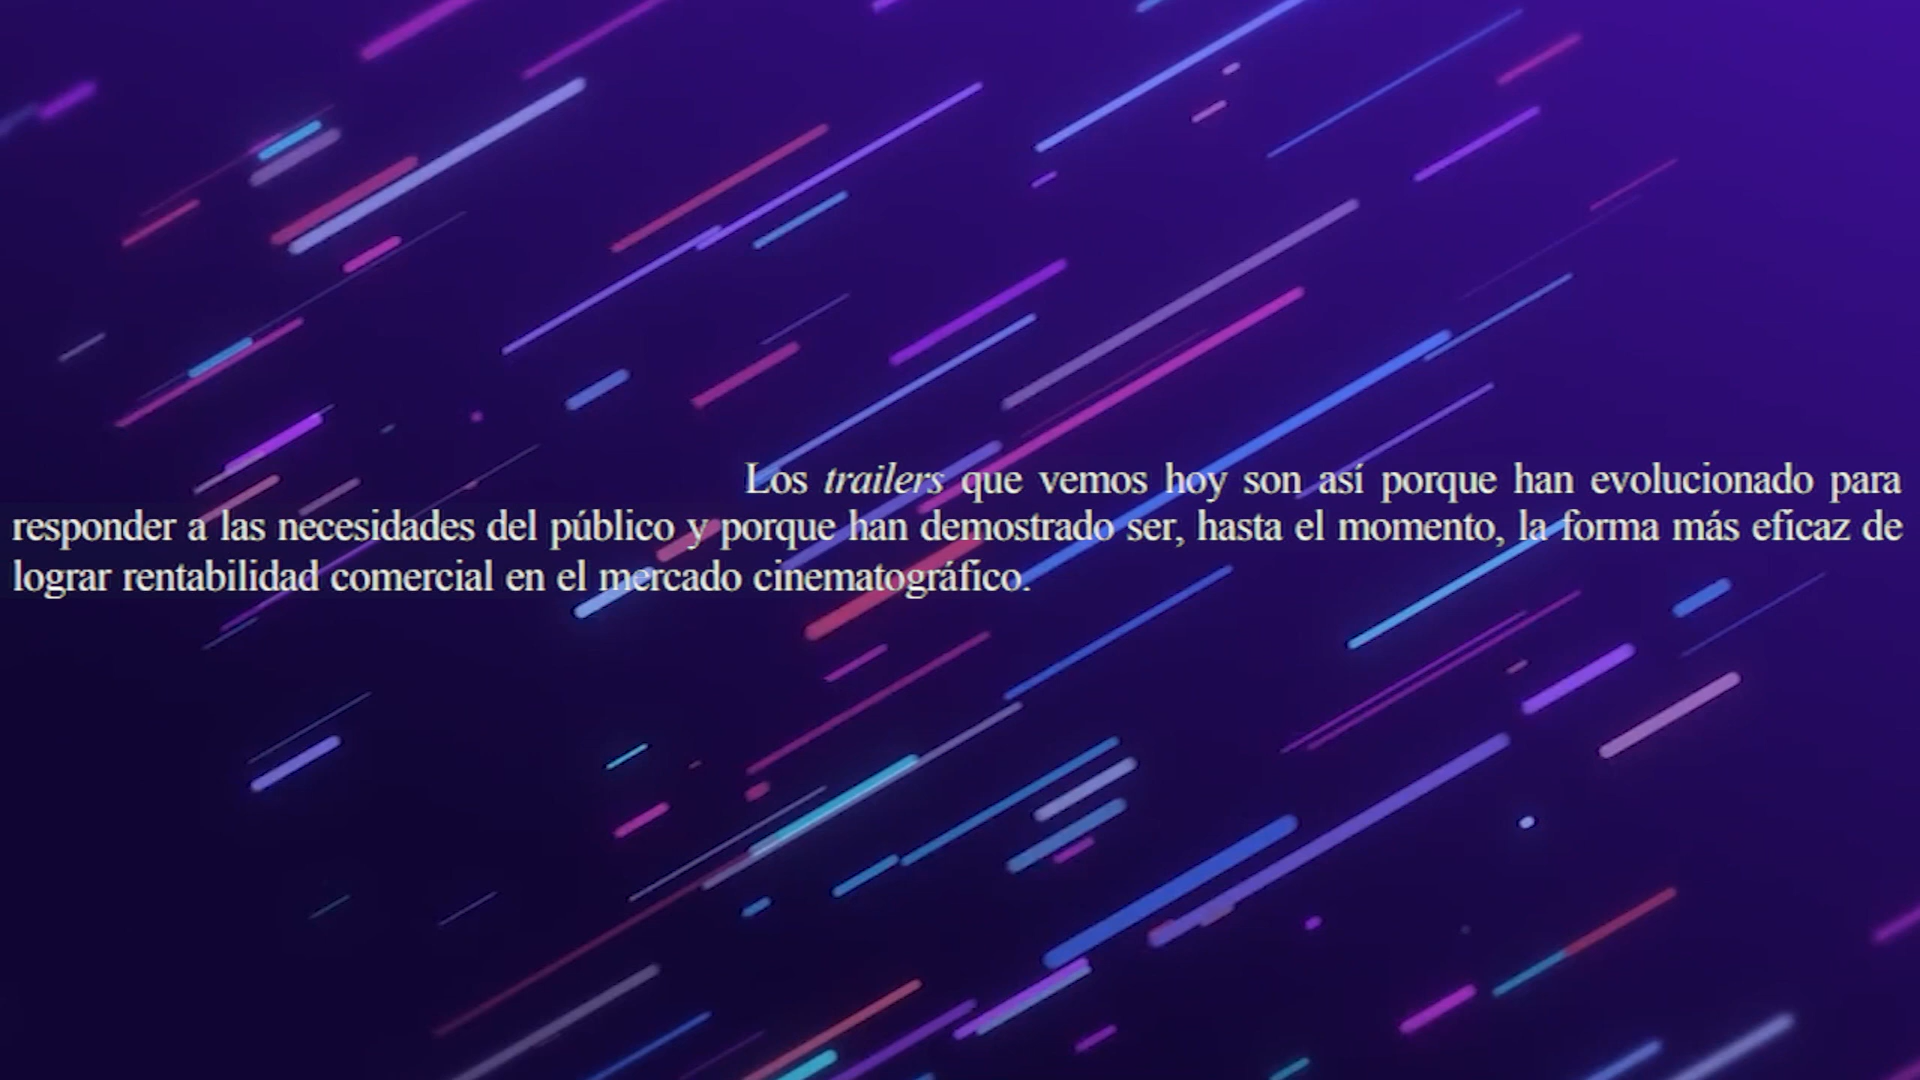 Los trailers que vemos hoy son así porque han evolucionado para
responder a las necesidades del público y porque han demostrado ser, hasta el momento, la forma más eficaz de
lograr rentabilidad comercial en el mercado cinematográfico.